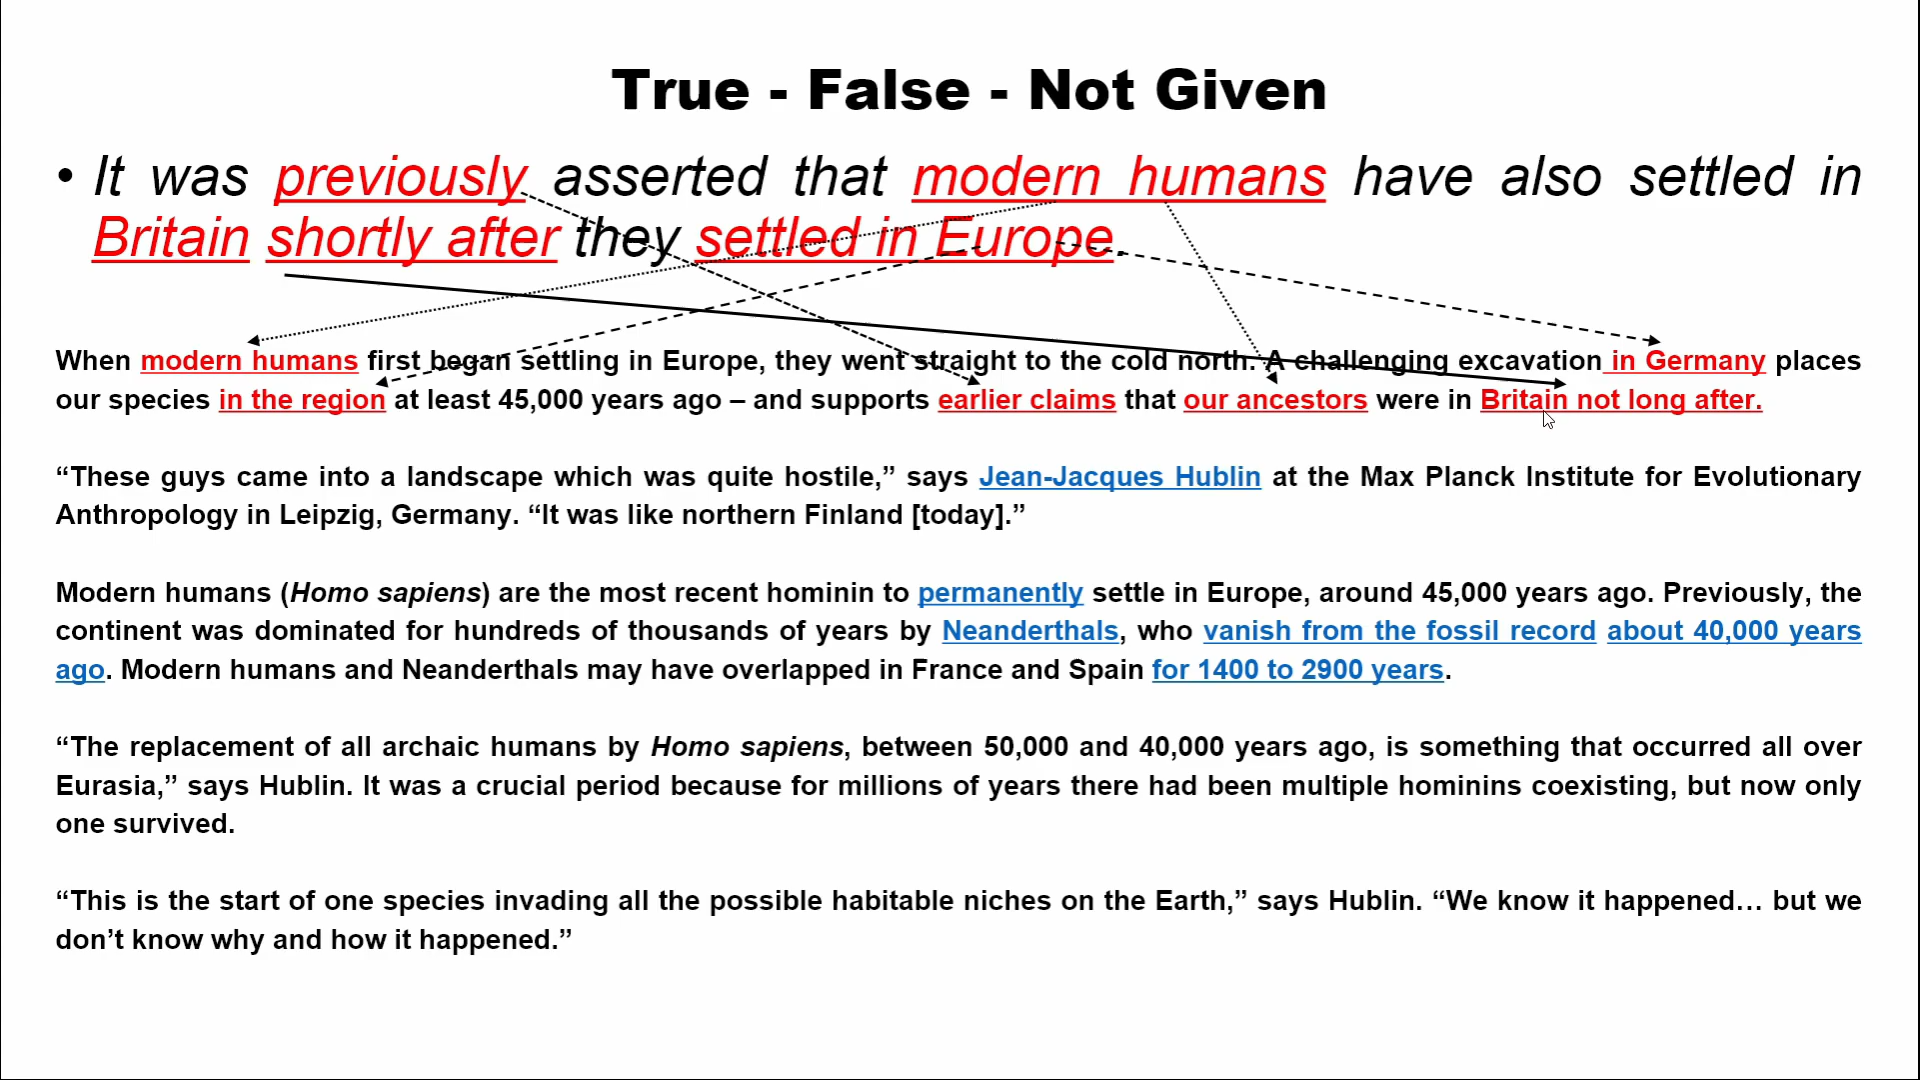 True - False - Not Given
• It was previously asserted that modern humans have also settled in
Britain shortly after they settled in Europe.
When modern humans first began settling in Europe, they went straight to the cold north. A challenging excavation in Germany places
our species in the region at least 45,000 years ago – and supports earlier claims that our ancestors were in Britain not long after.
“These guys came into a landscape which was quite hostile,” says Jean-Jacques Hublin at the Max Planck Institute for Evolutionary
Anthropology in Leipzig, Germany. “It was like northern Finland [today].”
Modern humans (Homo sapiens) are the most recent hominin to permanently settle in Europe, around 45,000 years ago. Previously, the
continent was dominated for hundreds of thousands of years by Neanderthals, who vanish from the fossil record about 40,000 years
ago. Modern humans and Neanderthals may have overlapped in France and Spain for 1400 to 2900 years.
“The replacement of all archaic humans by Homo sapiens, between 50,000 and 40,000 years ago, is something that occurred all over
Eurasia,” says Hublin. It was a crucial period because for millions of years there had been multiple hominins coexisting, but now only
one survived.
“This is the start of one species invading all the possible habitable niches on the Earth,” says Hublin. “We know it happened… but we
don’t know why and how it happened.”